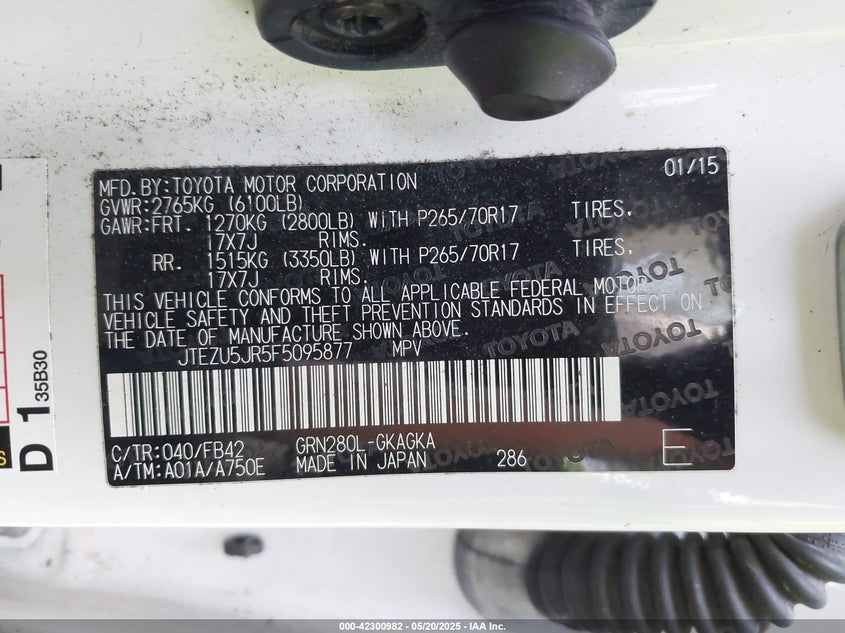 01/15
MFD.BY:TOYOTA MOTOR CORPORATION
GVWR:2765KG (6100LB)
GAWR:FRT. 1270KG (2800LB) WITH P265/70R17 TIRES,
17X7J RIMS.
RR. 1515KG (3350LB) WITH P265/70R17 TIRES,
17X7J RIMS.
THIS VEHICLE CONFORMS TO ALL APPLICABLE FEDERAL MOTOR
VEHICLE SAFETY AND THEFT PREVENTION STANDARDS IN EFFECT ON
THE DATE OF MANUFACTURE SHOWN ABOVE.
JTEZU5JR5F5095877 MPV
C/TR:040/FB42 GRN280L-GKAGKA
A/TM:A01A/A750E MADE IN JAPAN 286 E
D 1 35B30
000-42300982 — 05/20/2025 — IAA Inc.